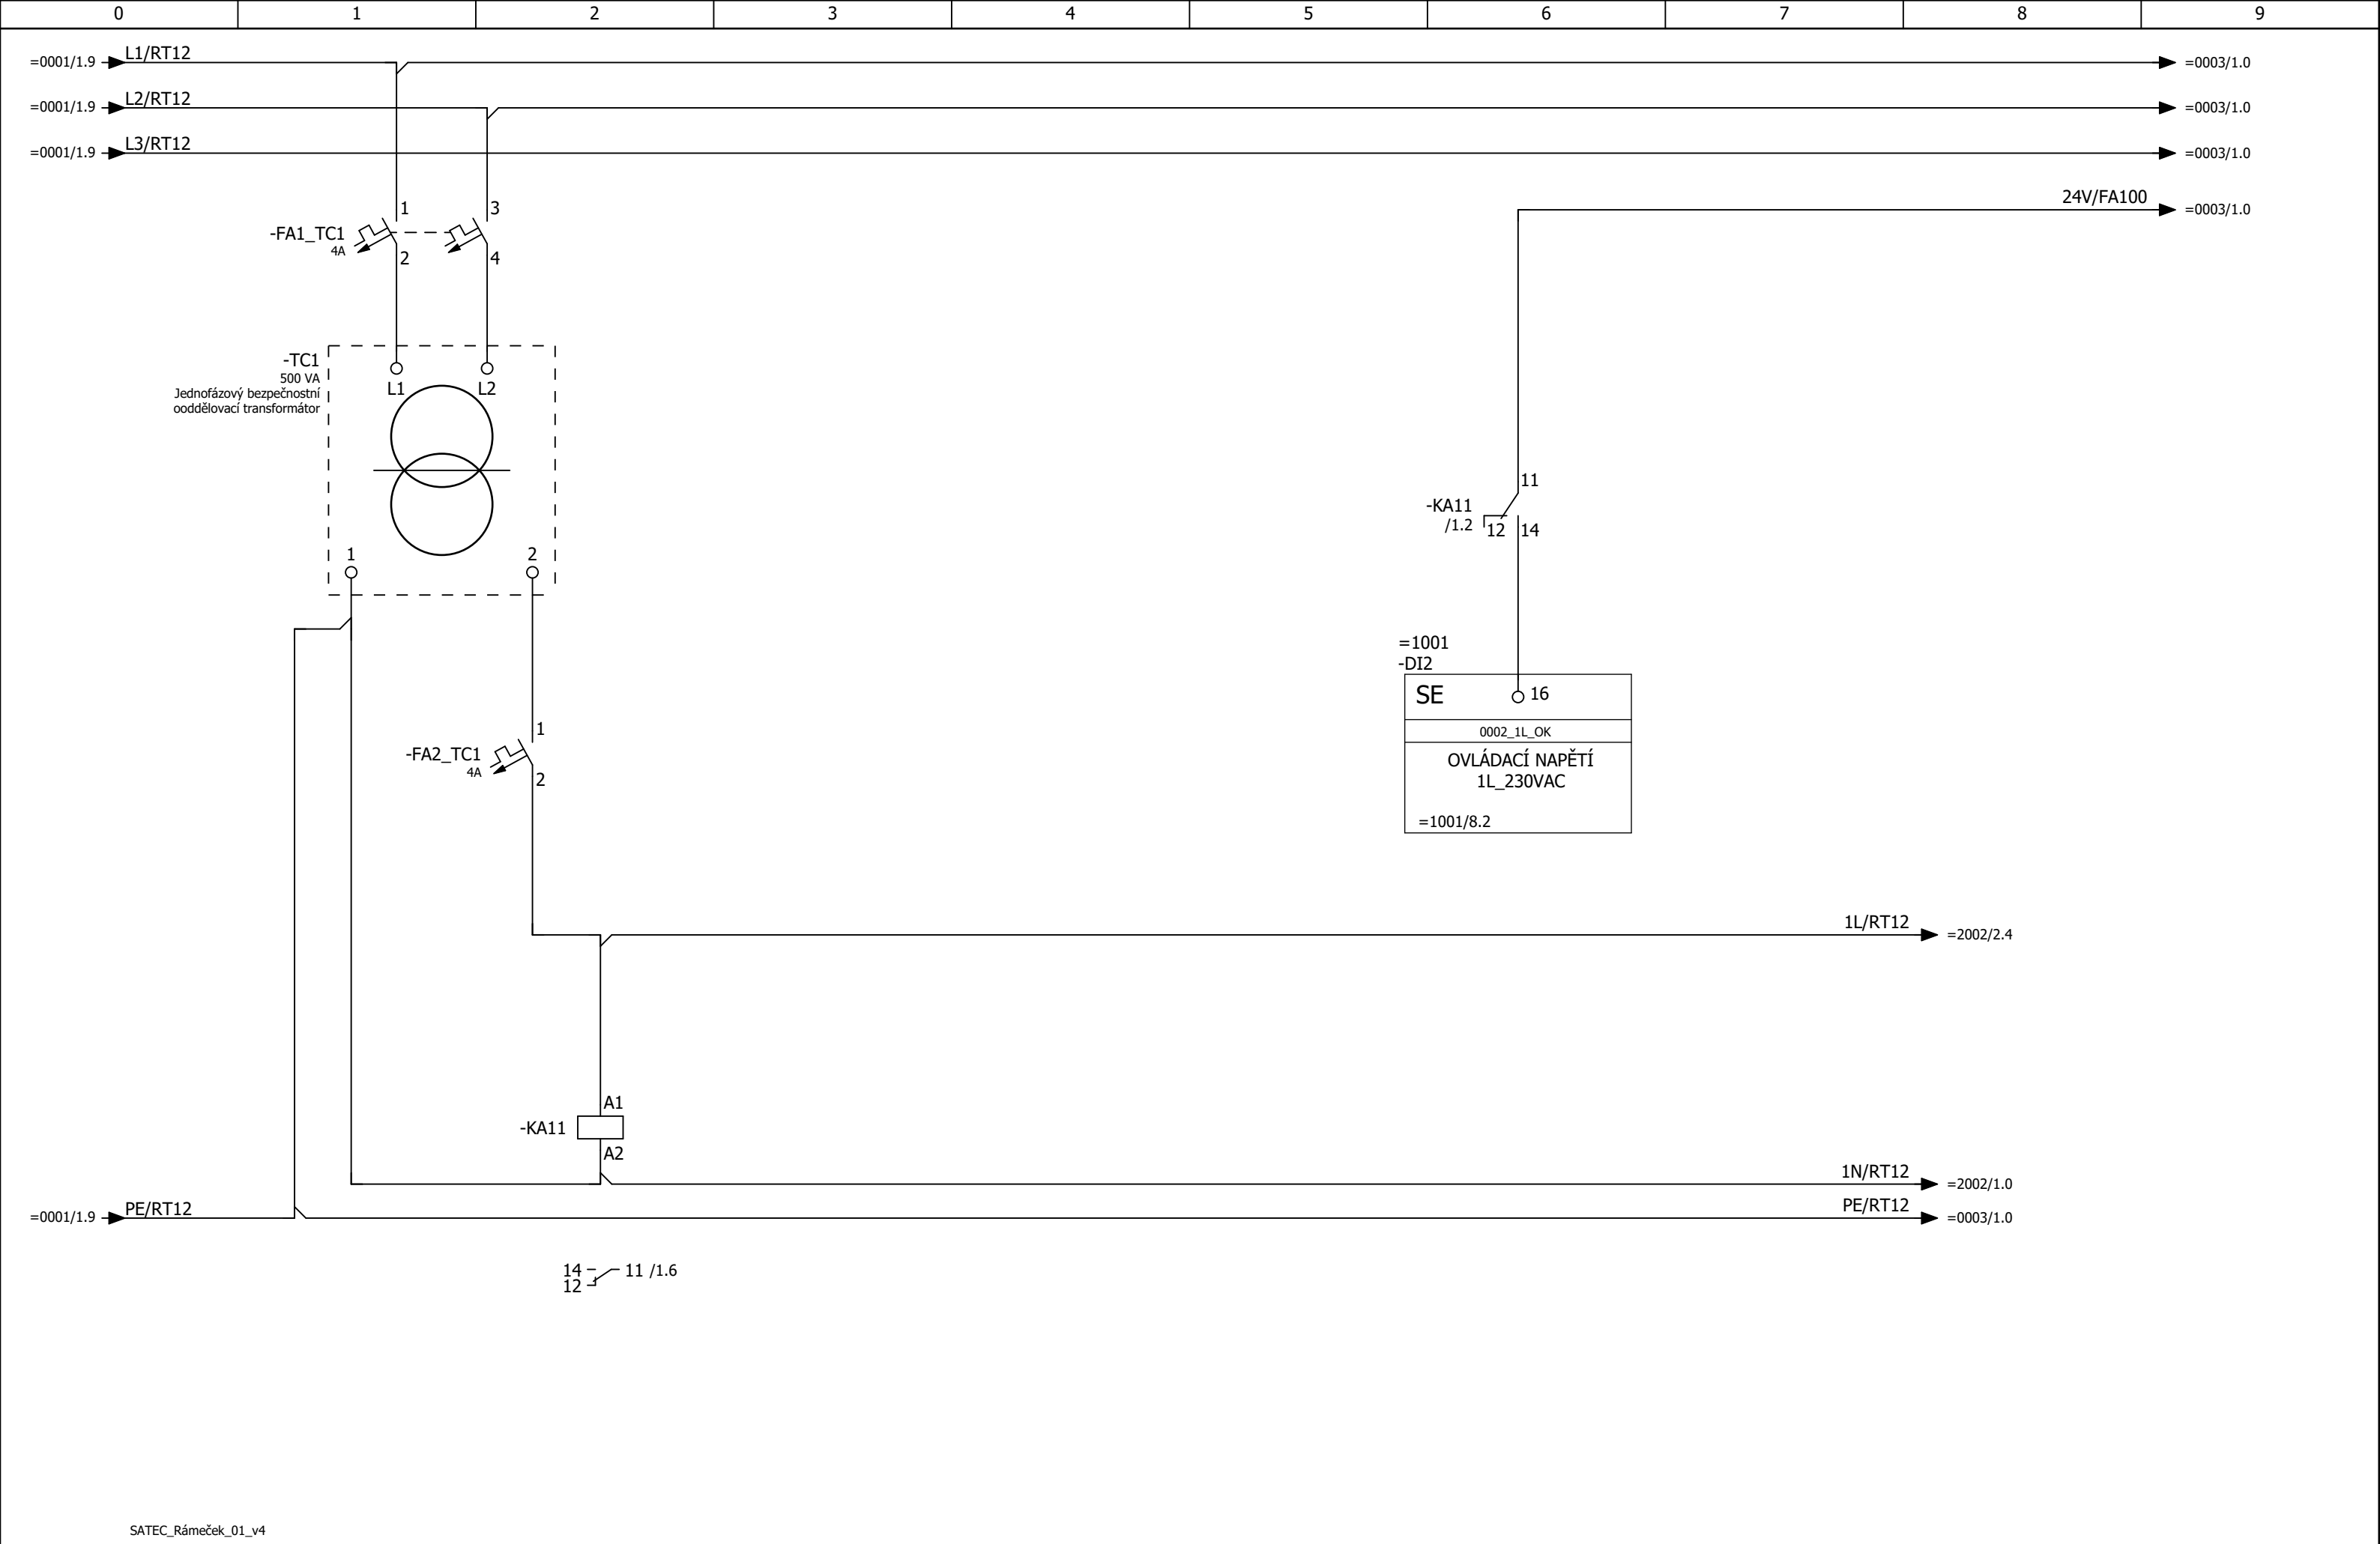 0 1 2 3 4 5 6 7 8 9
=0001/1.9 L1/RT12 =0003/1.0
=0001/1.9 L2/RT12 =0003/1.0
=0001/1.9 L3/RT12 =0003/1.0
24V/FA100 =0003/1.0
1 3
-FA1_TC1
4A
2 4
-TC1
500 VA
Jednofázový bezpečnostní
ooddělovací transformátor
L1 L2
1 2
11
-KA11
/1.2 12 14
=1001
-DI2
SE 16
0002_1L_OK
OVLÁDACÍ NAPĚTÍ
1L_230VAC
=1001/8.2
1
-FA2_TC1
4A
2
1L/RT12 =2002/2.4
A1
-KA11
A2
1N/RT12 =2002/1.0
=0001/1.9 PE/RT12 PE/RT12 =0003/1.0
14 11 /1.6
12
SATEC_Rámeček_01_v4